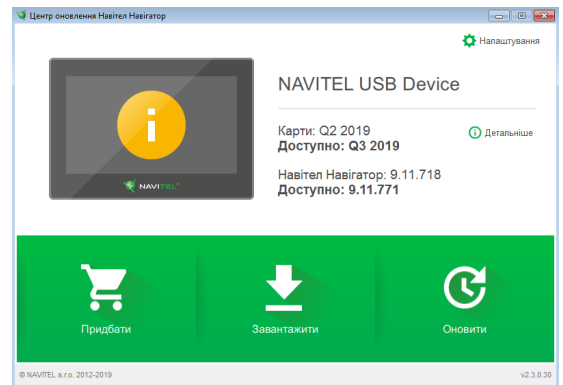 Центр оновлення Навітел Навігатор
Налаштування
NAVITEL USB Device
Карти: Q2 2019
Детальніше
Доступно: Q3 2019
Навітел Навігатор: 9.11.718
Доступно: 9.11.771
NAVITEL®
Придбати
Завантажити
Оновити
© NAVITEL s.r.o. 2012-2019
v2.3.0.30